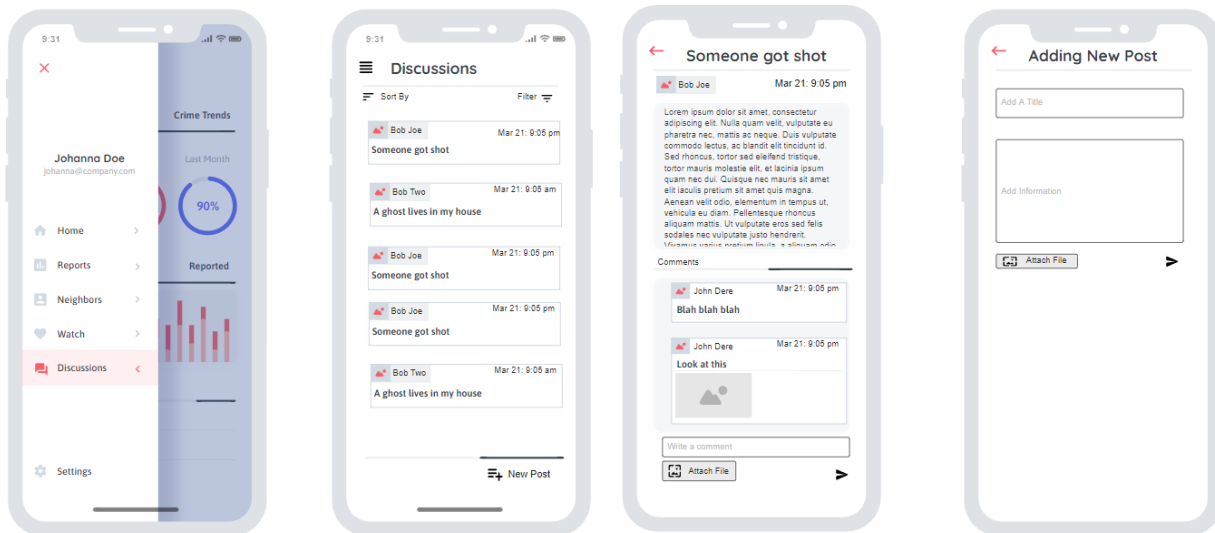 9:31
Crime Trends
Johanna Doe
johanna@company.com
Last Month
90%
Home
Reports
Reported
Neighbors
Watch
Discussions
Settings
9:31
Discussions
Sort By
Filter
Bob Joe
Mar 21: 9:05 pm
Someone got shot
Bob Two
Mar 21: 9:05 am
A ghost lives in my house
Bob Joe
Mar 21: 9:05 pm
Someone got shot
Bob Joe
Mar 21: 9:05 pm
Someone got shot
Bob Two
Mar 21: 9:05 am
A ghost lives in my house
New Post
Someone got shot
Bob Joe
Mar 21: 9:05 pm
Lorem ipsum dolor sit amet, consectetur
adipiscing elit. Nulla quam velit, vulputate eu
pharetra nec, mattis ac neque. Duis vulputate
commodo lectus, ac blandit elit tincidunt id.
Sed rhoncus, tortor sed eleifend tristique,
tortor mauris molestie elit, et lacinia ipsum
quam nec dui. Quisque nec mauris sit amet
elit iaculis pretium sit amet quis magna.
Aenean velit odio, elementum in tempus ut,
vehicula eu diam. Pellentesque rhoncus
aliquam mattis. Ut vulputate eros sed felis
sodales nec vulputate justo hendrerit.
Vivamus varius pretium ligula, a aliquam odio
Comments
John Dere
Mar 21: 9:05 pm
Blah blah blah
John Dere
Mar 21: 9:05 pm
Look at this
Write a comment
Attach File
Adding New Post
Add A Title
Add Information
Attach File